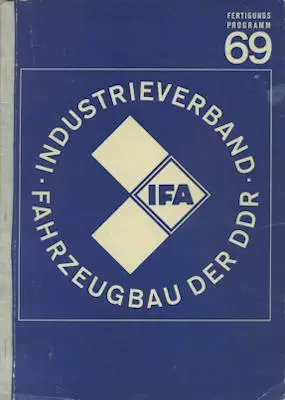 FERTIGUNGS
PROGRAMM
69
· INDUSTRIEVERBAND ·
FAHRZEUGBAU DER DDR
IFA